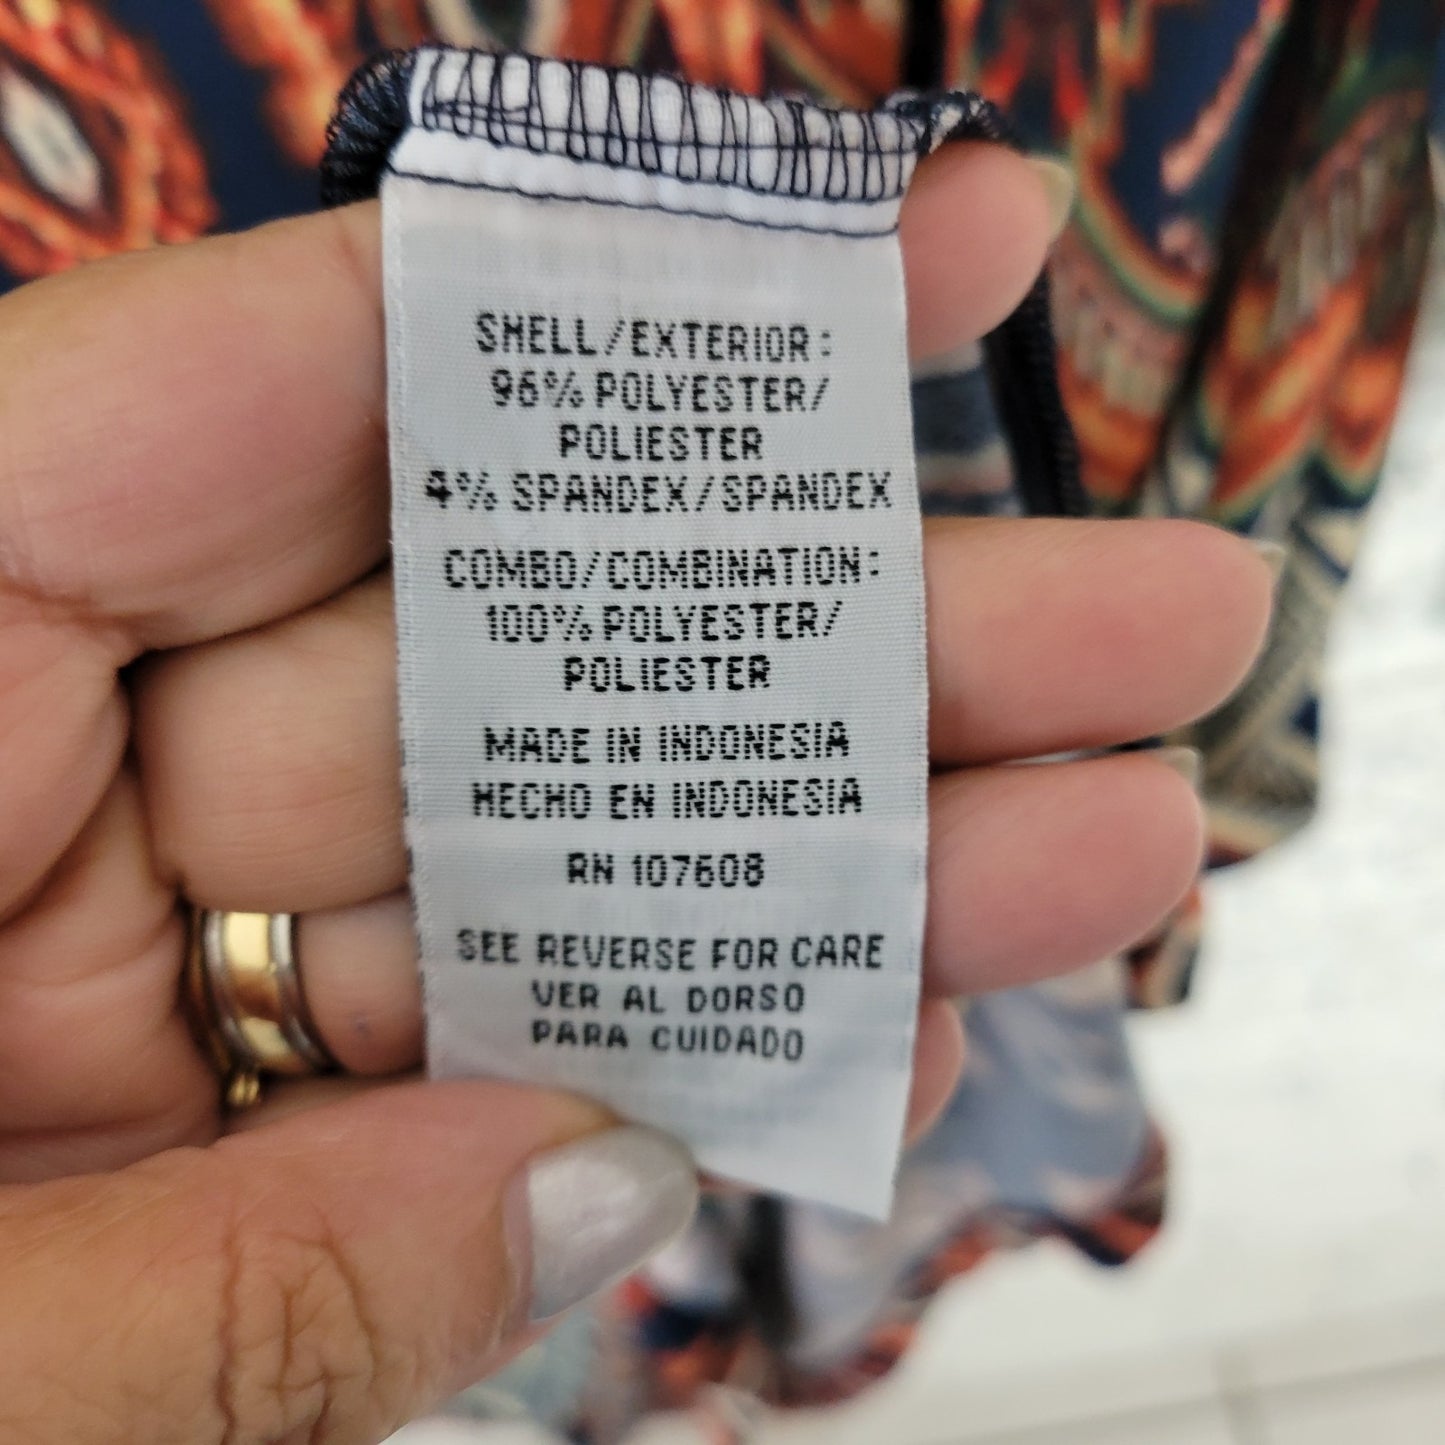 SHELL/EXTERIOR:
96% POLYESTER/
POLIESTER
4% SPANDEX/SPANDEX
COMBO/COMBINATION:
100% POLYESTER/
POLIESTER
MADE IN INDONESIA
HECHO EN INDONESIA
RN 107608
SEE REVERSE FOR CARE
VER AL DORSO
PARA CUIDADO